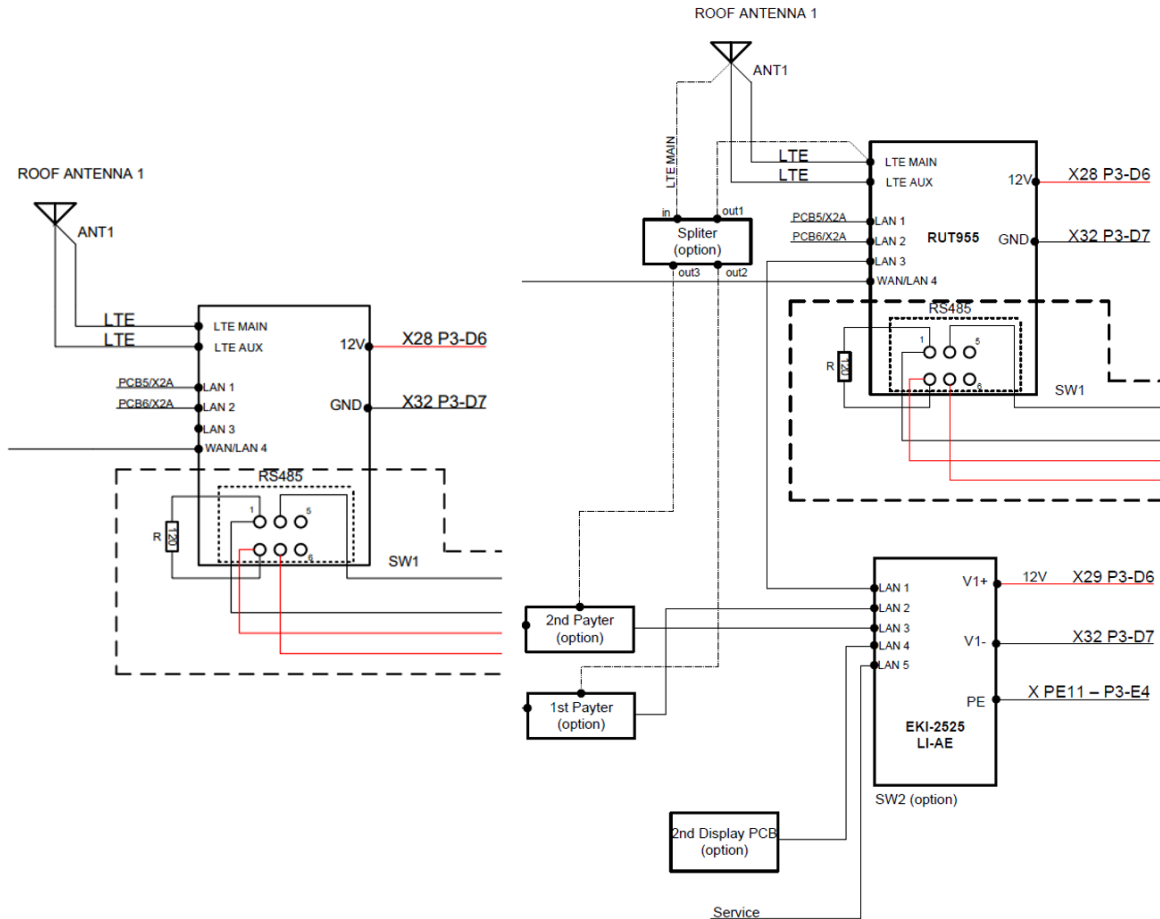 ROOF ANTENNA 1
ANT1
LTE
LTE
LTE MAIN
LTE AUX
12V
X28 P3-D6
PCB5/X2A
LAN 1
PCB6/X2A
LAN 2
GND
X32 P3-D7
LAN 3
WAN/LAN 4
RS485
1
5
R
120
6
SW1
ROOF ANTENNA 1
ANT1
LTE MAIN
LTE
LTE
LTE MAIN
LTE AUX
12V
X28 P3-D6
in
out1
Spliter
(option)
out3
out2
PCB5/X2A
LAN 1
PCB6/X2A
LAN 2
RUT955
GND
X32 P3-D7
LAN 3
WAN/LAN 4
RS485
1
5
R
120
6
SW1
LAN 1
V1+
12V
X29 P3-D6
LAN 2
LAN 3
LAN 4
V1-
X32 P3-D7
LAN 5
PE
X PE11 – P3-E4
EKI-2525
LI-AE
SW2 (option)
2nd Payter
(option)
1st Payter
(option)
2nd Display PCB
(option)
Service